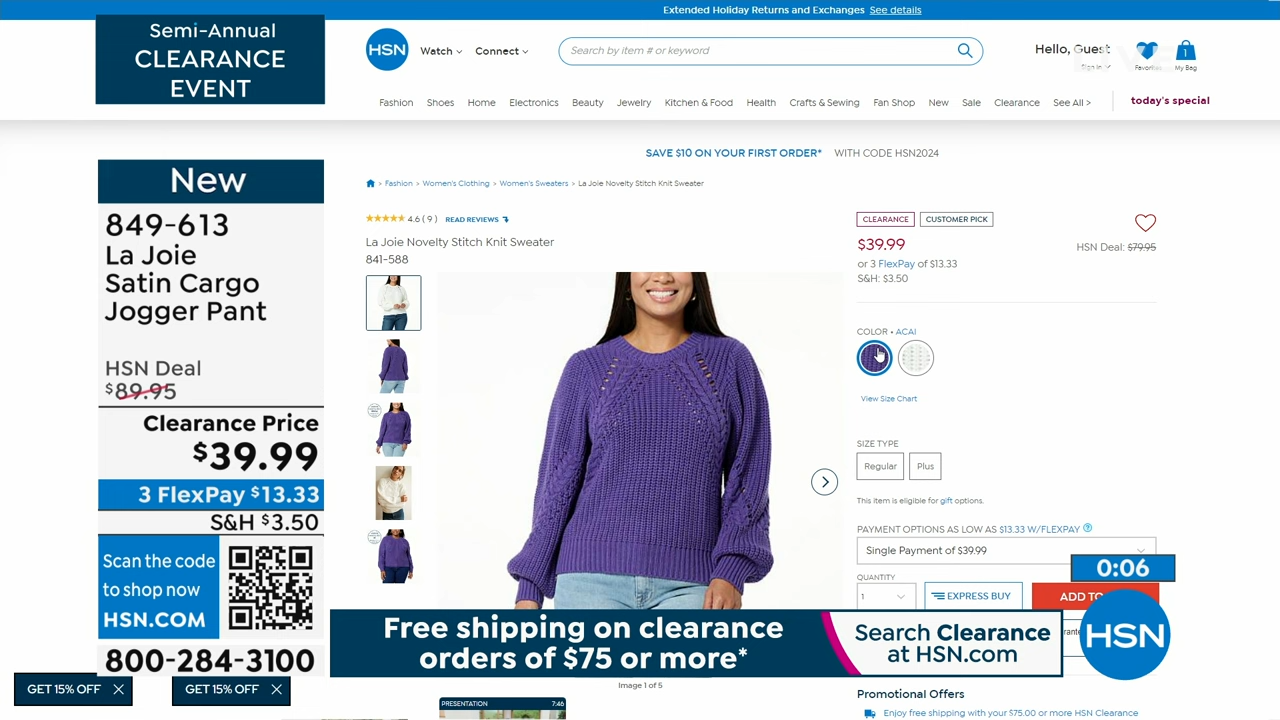 Extended Holiday Returns and Exchanges See details
Semi-Annual
CLEARANCE
EVENT
HSN
Watch
Connect
Search by item # or keyword
Hello, Guest
Sign In
Favorites
1
My Bag
Fashion Shoes Home Electronics Beauty Jewelry Kitchen & Food Health Crafts & Sewing Fan Shop New Sale Clearance See All >
today's special
SAVE $10 ON YOUR FIRST ORDER* WITH CODE HSN2024
> Fashion > Women's Clothing > Women's Sweaters > La Joie Novelty Stitch Knit Sweater
New
849-613
La Joie
Satin Cargo
Jogger Pant
HSN Deal
$89.95
Clearance Price
$39.99
3 FlexPay $13.33
S&H $3.50
Scan the code
to shop now
HSN.COM
800-284-3100
GET 15% OFF
GET 15% OFF
4.6 ( 9 ) READ REVIEWS
La Joie Novelty Stitch Knit Sweater
841-588
CLEARANCE
CUSTOMER PICK
$39.99
HSN Deal: $79.95
or 3 FlexPay of $13.33
S&H: $3.50
COLOR • ACAI
View Size Chart
SIZE TYPE
Regular
Plus
This item is eligible for gift options.
PAYMENT OPTIONS AS LOW AS $13.33 W/FLEXPAY
Single Payment of $39.99
0:06
QUANTITY
1
EXPRESS BUY
ADD TO
Free shipping on clearance
orders of $75 or more*
Search Clearance
at HSN.com
HSN
Image 1 of 5
PRESENTATION 7:46
Promotional Offers
Enjoy free shipping with your $75.00 or more HSN Clearance